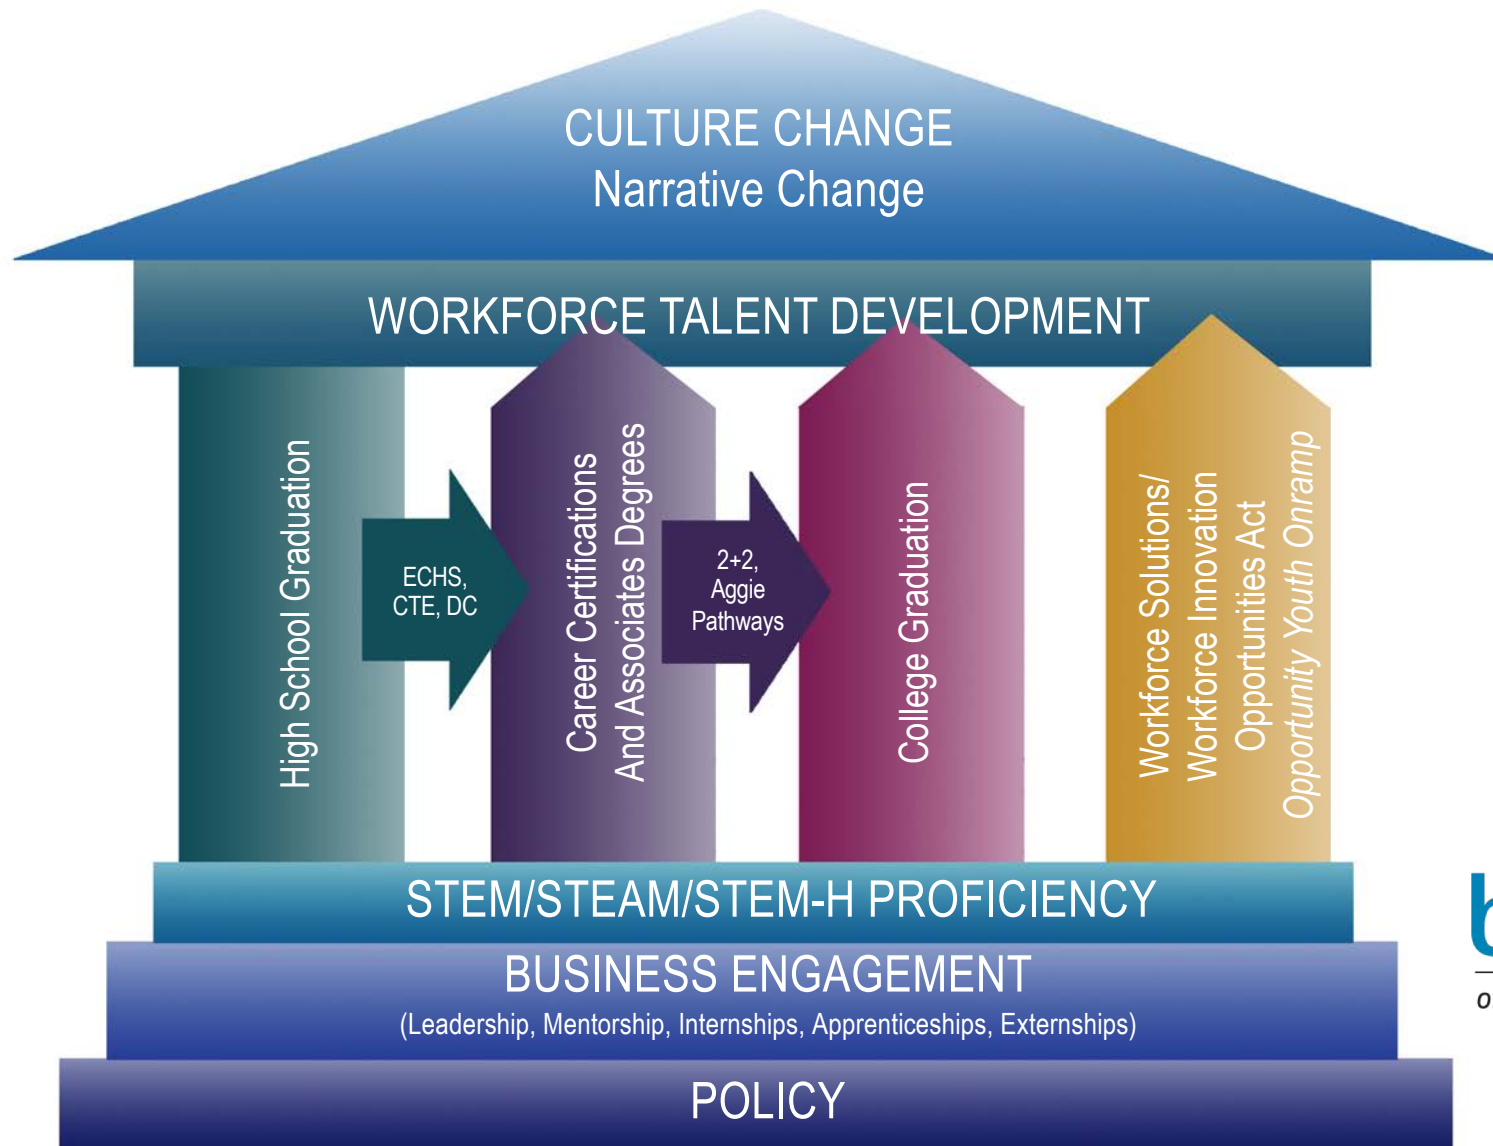 CULTURE CHANGE
Narrative Change
WORKFORCE TALENT DEVELOPMENT
High School Graduation
ECHS,
CTE, DC
Career Certifications
And Associates Degrees
2+2,
Aggie
Pathways
College Graduation
Workforce Solutions/
Workforce Innovation
Opportunities Act
Opportunity Youth Onramp
STEM/STEAM/STEM-H PROFICIENCY
BUSINESS ENGAGEMENT
(Leadership, Mentorship, Internships, Apprenticeships, Externships)
POLICY